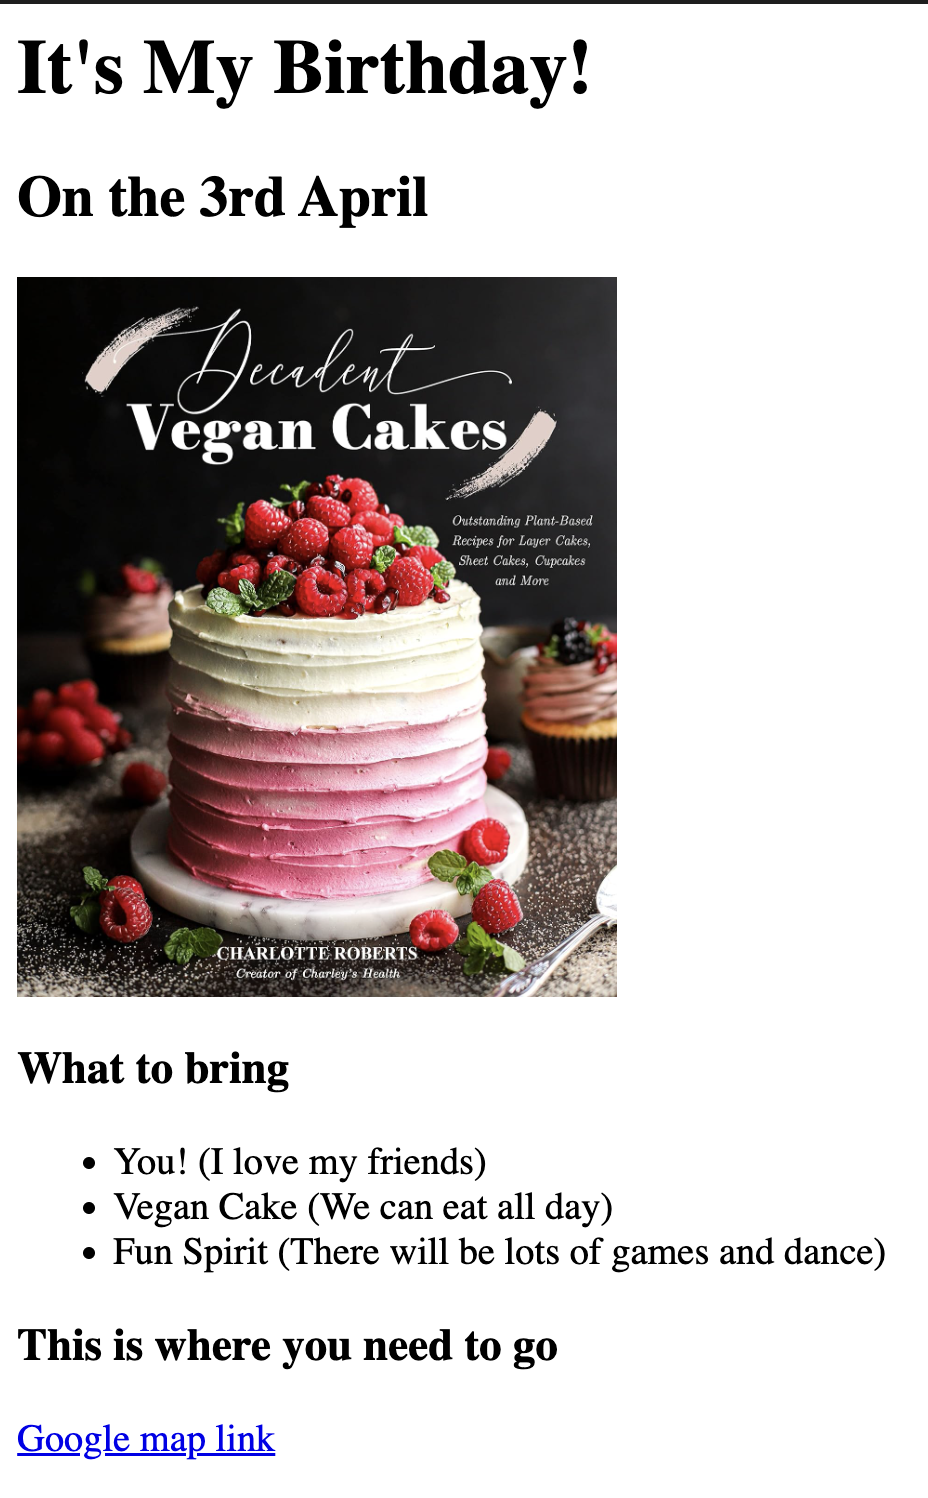 It's My Birthday!
On the 3rd April
Decadent
Vegan Cakes
Outstanding Plant-Based
Recipes for Layer Cakes,
Sheet Cakes, Cupcakes
and More
CHARLOTTE ROBERTS
Creator of Charley's Health
What to bring
You! (I love my friends)
Vegan Cake (We can eat all day)
Fun Spirit (There will be lots of games and dance)
This is where you need to go
Google map link